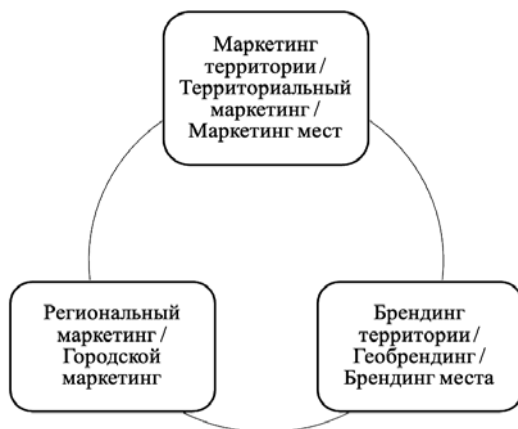 Маркетинг
территории /
Территориальный
маркетинг /
Маркетинг мест
Региональный
маркетинг /
Городской
маркетинг
Брендинг
территории /
Геобрендинг /
Брендинг места